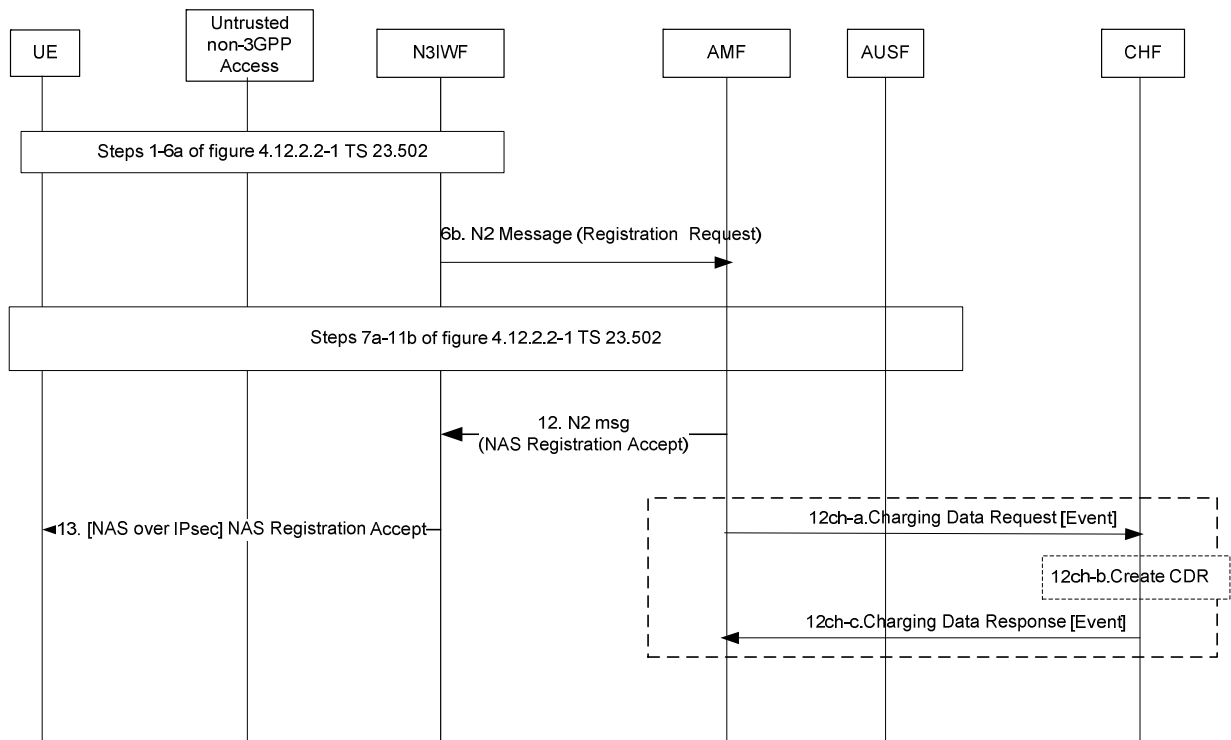 UE
Untrusted
non-3GPP
Access
N3IWF
AMF
AUSF
CHF
Steps 1-6a of figure 4.12.2.2-1 TS 23.502
6b. N2 Message (Registration Request)
Steps 7a-11b of figure 4.12.2.2-1 TS 23.502
12. N2 msg
(NAS Registration Accept)
13. [NAS over IPsec] NAS Registration Accept
12ch-a.Charging Data Request [Event]
12ch-b.Create CDR
12ch-c.Charging Data Response [Event]